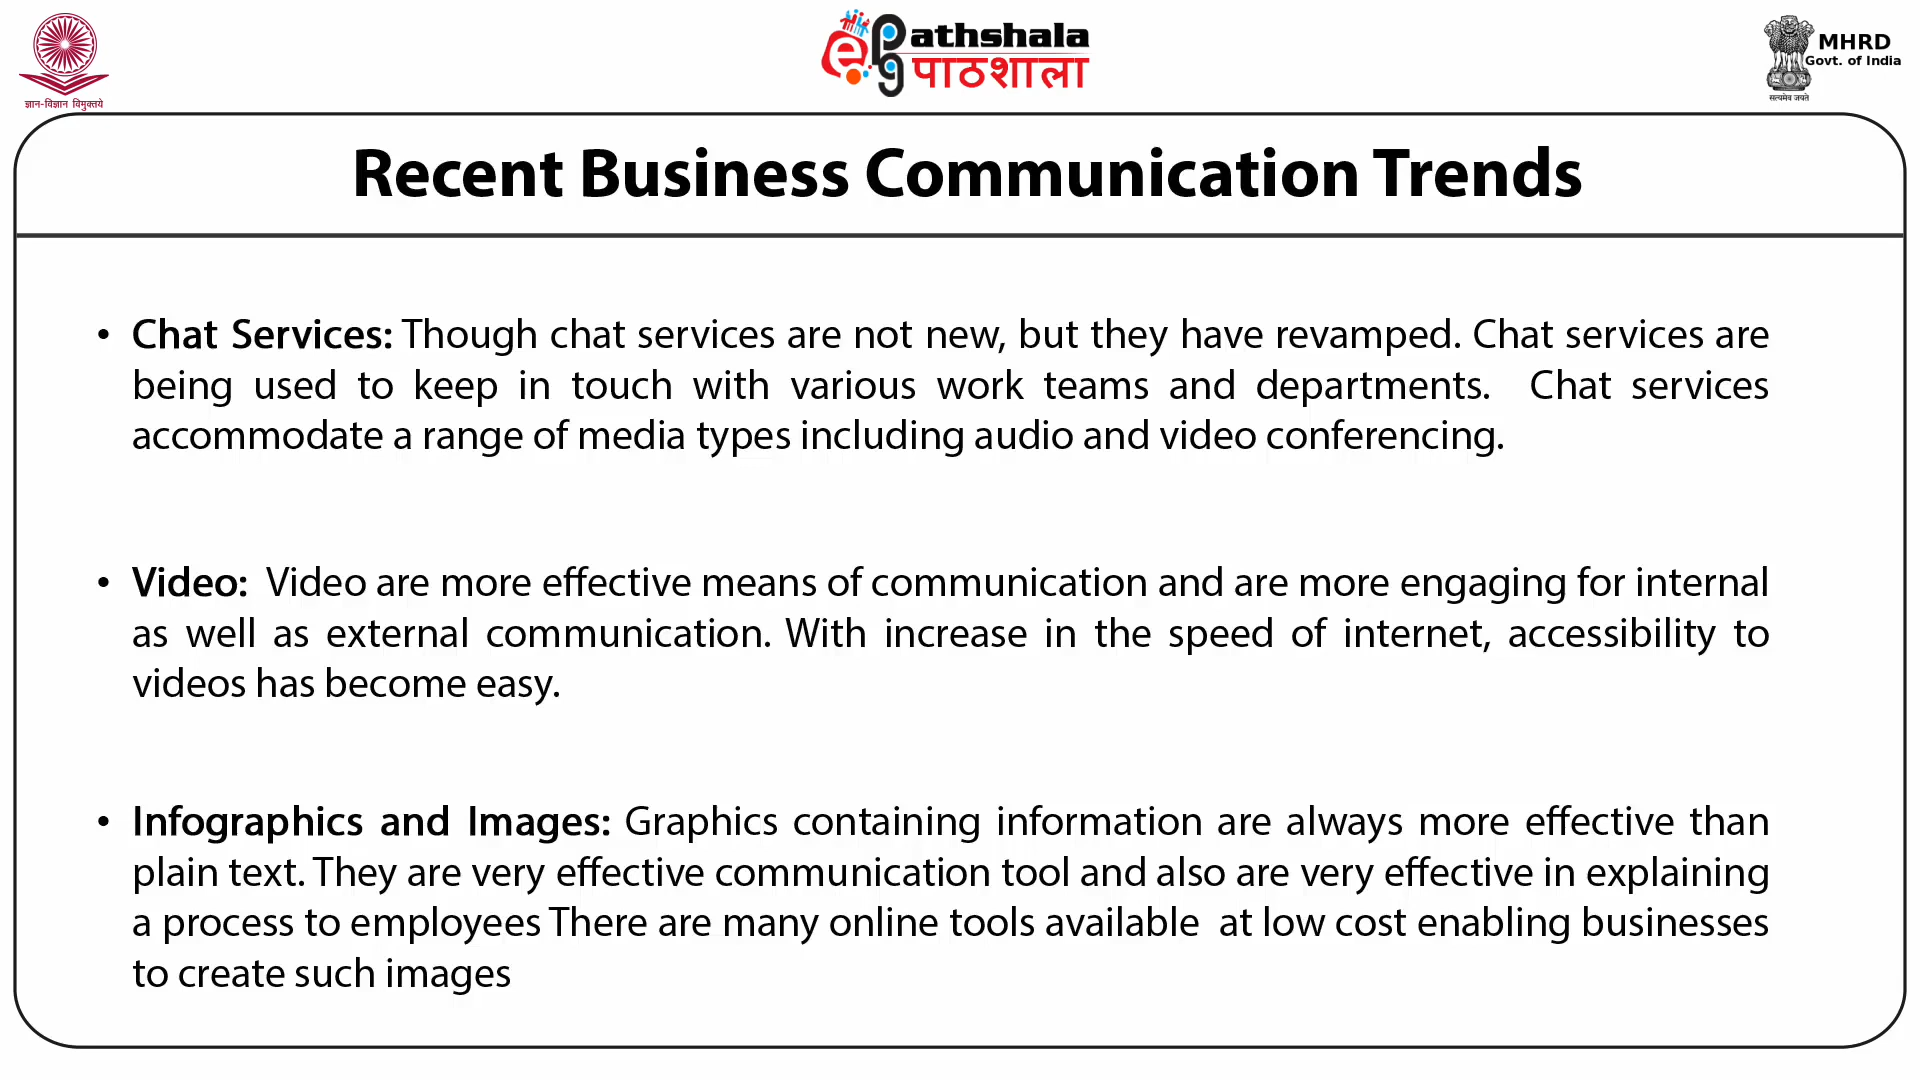 ज्ञान-विज्ञान विमुक्तये
e Pathshala
पाठशाला
MHRD
Govt. of India
सत्यमेव जयते
Recent Business Communication Trends
• Chat Services: Though chat services are not new, but they have revamped. Chat services are
being used to keep in touch with various work teams and departments. Chat services
accommodate a range of media types including audio and video conferencing.
• Video: Video are more effective means of communication and are more engaging for internal
as well as external communication. With increase in the speed of internet, accessibility to
videos has become easy.
• Infographics and Images: Graphics containing information are always more effective than
plain text. They are very effective communication tool and also are very effective in explaining
a process to employees There are many online tools available at low cost enabling businesses
to create such images